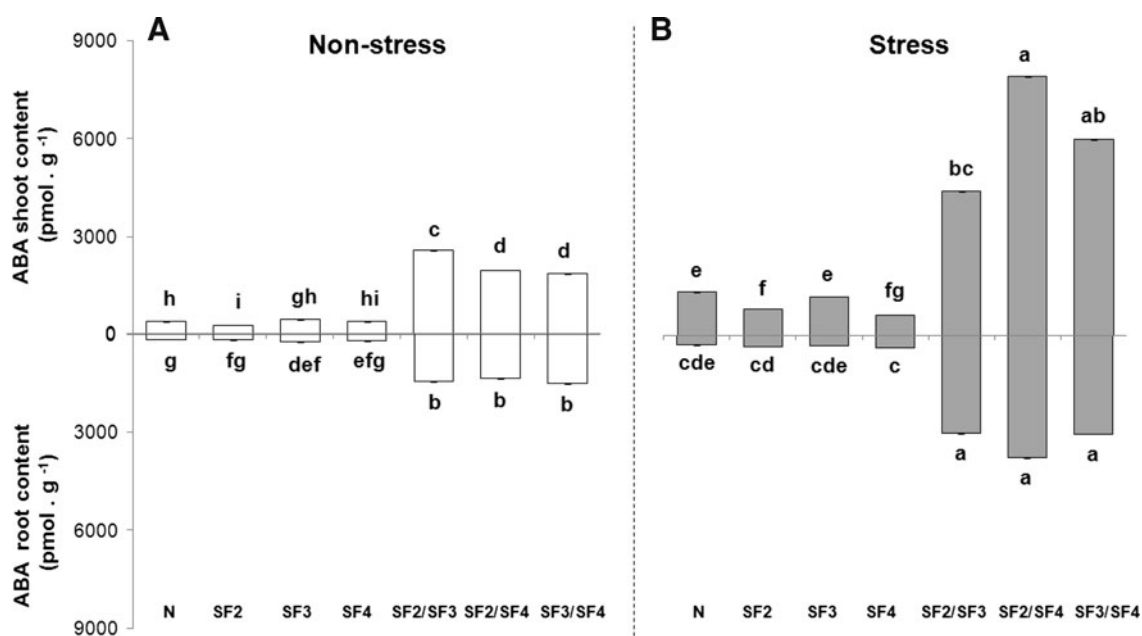 A
Non-stress
B
Stress
ABA shoot content
(pmol . g -1)
ABA root content
(pmol . g -1)
9000
6000
3000
0
3000
6000
9000
h
i
gh
hi
c
d
d
g
fg
def
efg
b
b
b
N SF2 SF3 SF4 SF2/SF3 SF2/SF4 SF3/SF4
e
f
e
fg
bc
a
ab
cde
cd
cde
c
a
a
a
N SF2 SF3 SF4 SF2/SF3 SF2/SF4 SF3/SF4